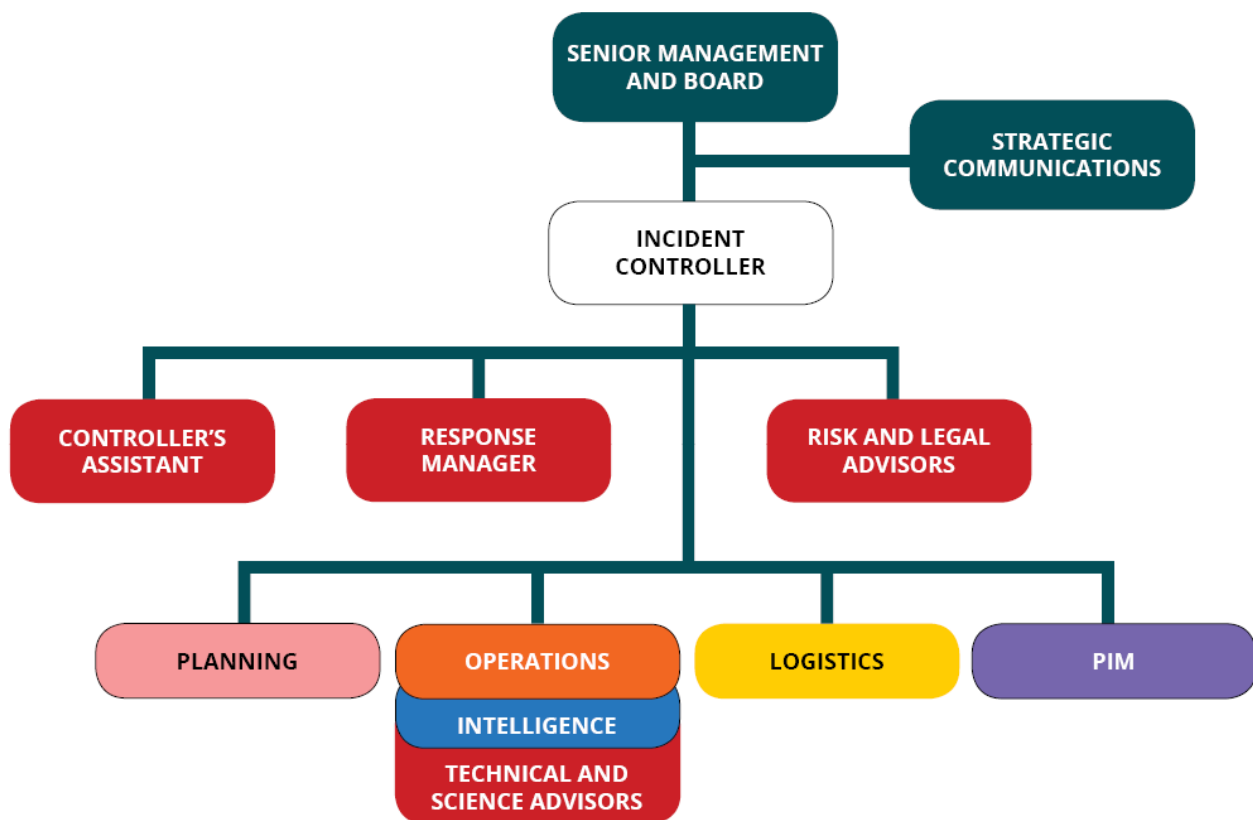 SENIOR MANAGEMENT
AND BOARD
STRATEGIC
COMMUNICATIONS
INCIDENT
CONTROLLER
CONTROLLER’S
ASSISTANT
RESPONSE
MANAGER
RISK AND LEGAL
ADVISORS
PLANNING
OPERATIONS
LOGISTICS
PIM
INTELLIGENCE
TECHNICAL AND
SCIENCE ADVISORS